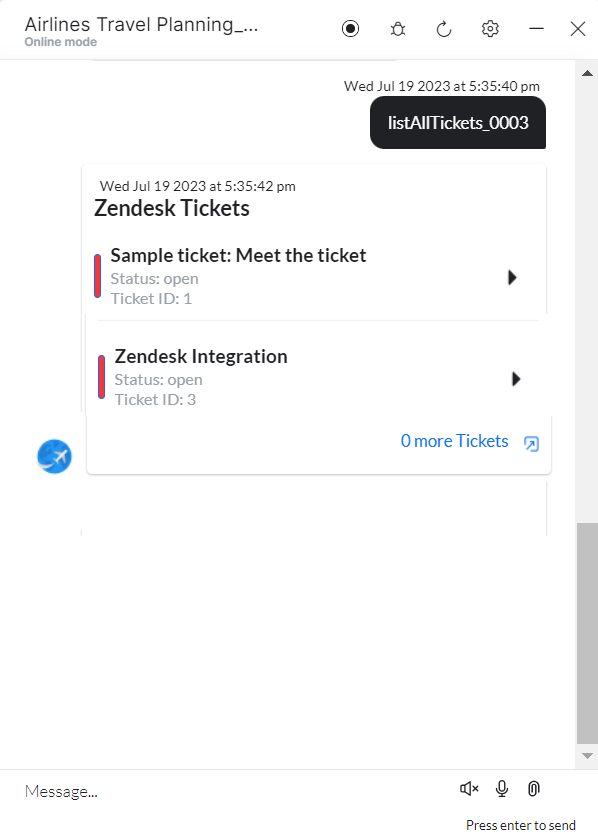 Airlines Travel Planning_...
Online mode
Wed Jul 19 2023 at 5:35:40 pm
listAllTickets_0003
Wed Jul 19 2023 at 5:35:42 pm
Zendesk Tickets
Sample ticket: Meet the ticket
Status: open
Ticket ID: 1
Zendesk Integration
Status: open
Ticket ID: 3
0 more Tickets
Message...
Press enter to send